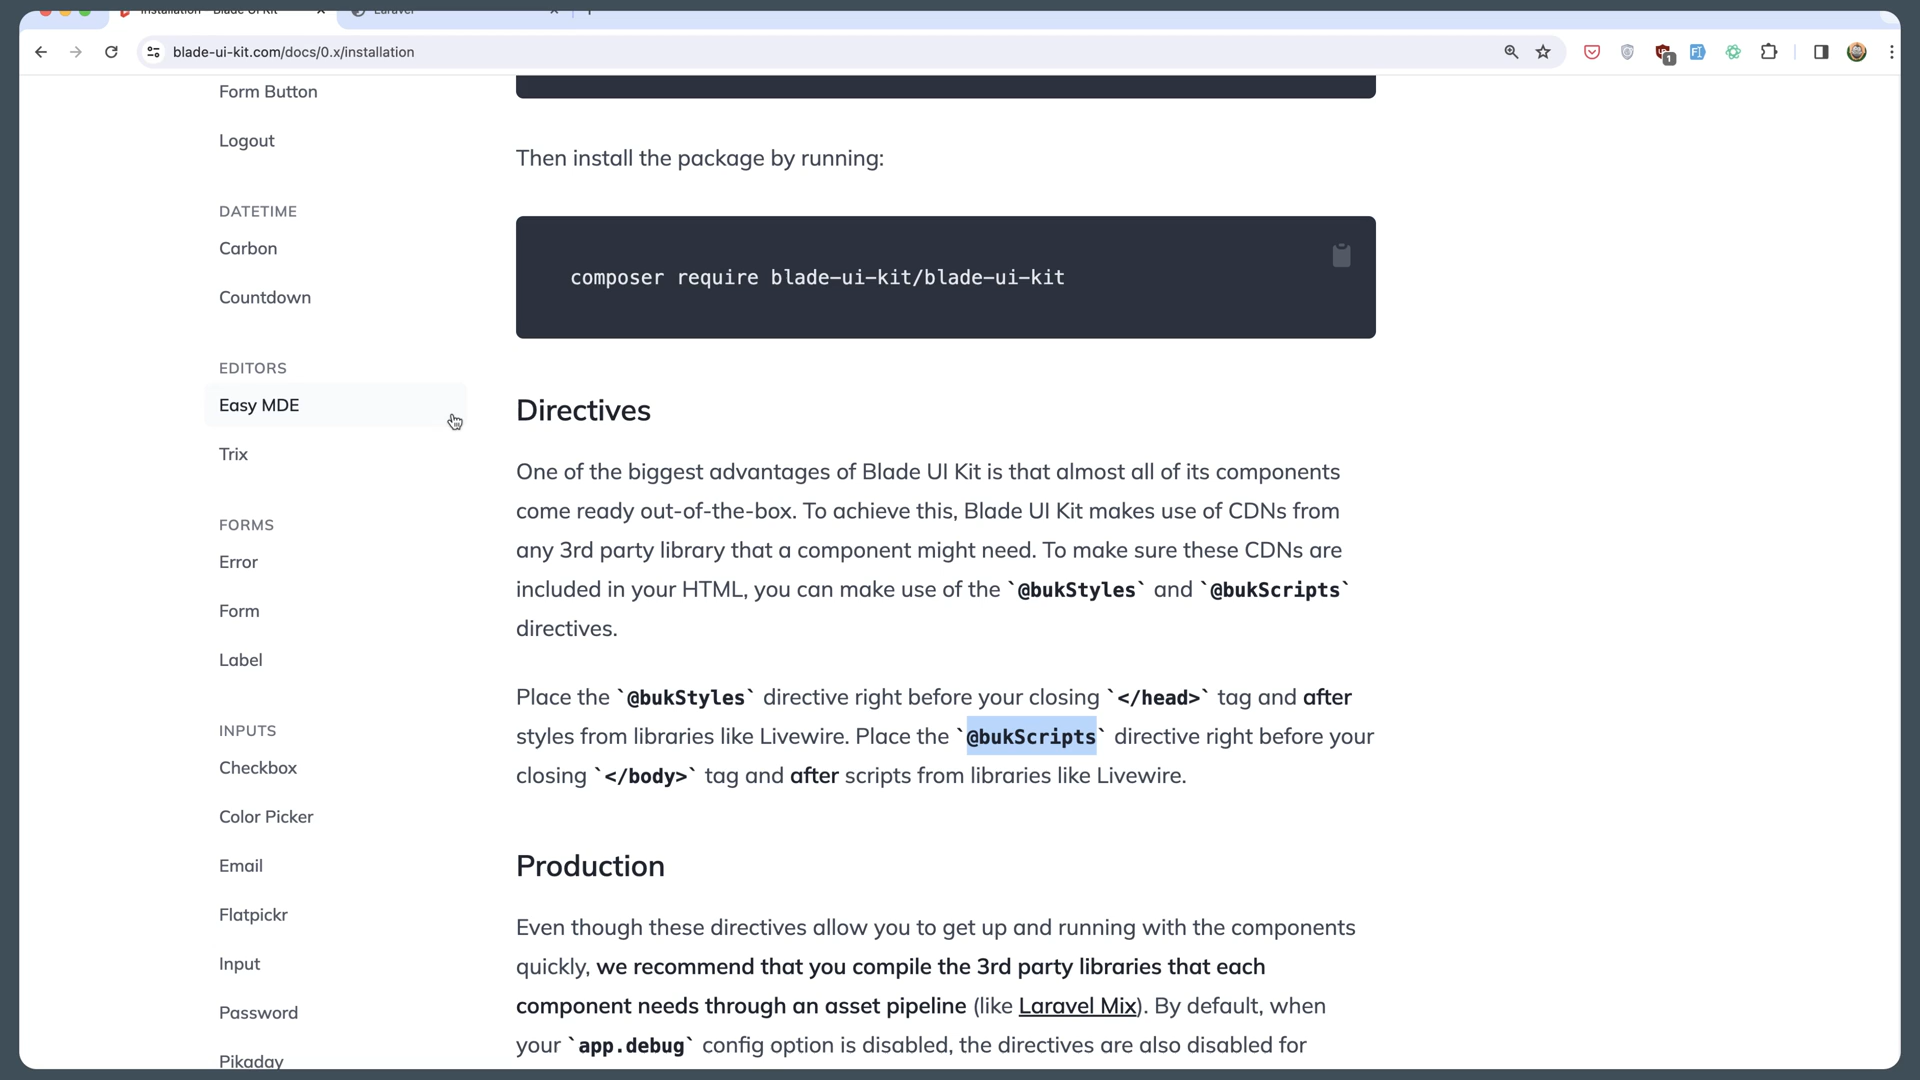 Installation - Blade UI Kit
Laravel
blade-ui-kit.com/docs/0.x/installation
1
Form Button
Logout
DATETIME
Carbon
Countdown
EDITORS
Easy MDE
Trix
FORMS
Error
Form
Label
INPUTS
Checkbox
Color Picker
Email
Flatpickr
Input
Password
Pikaday
Then install the package by running:
composer require blade-ui-kit/blade-ui-kit
Directives
One of the biggest advantages of Blade UI Kit is that almost all of its components
come ready out-of-the-box. To achieve this, Blade UI Kit makes use of CDNs from
any 3rd party library that a component might need. To make sure these CDNs are
included in your HTML, you can make use of the `@bukStyles` and `@bukScripts`
directives.
Place the `@bukStyles` directive right before your closing `</head>` tag and after
styles from libraries like Livewire. Place the `@bukScripts` directive right before your
closing `</body>` tag and after scripts from libraries like Livewire.
Production
Even though these directives allow you to get up and running with the components
quickly, we recommend that you compile the 3rd party libraries that each
component needs through an asset pipeline (like Laravel Mix). By default, when
your `app.debug` config option is disabled, the directives are also disabled for